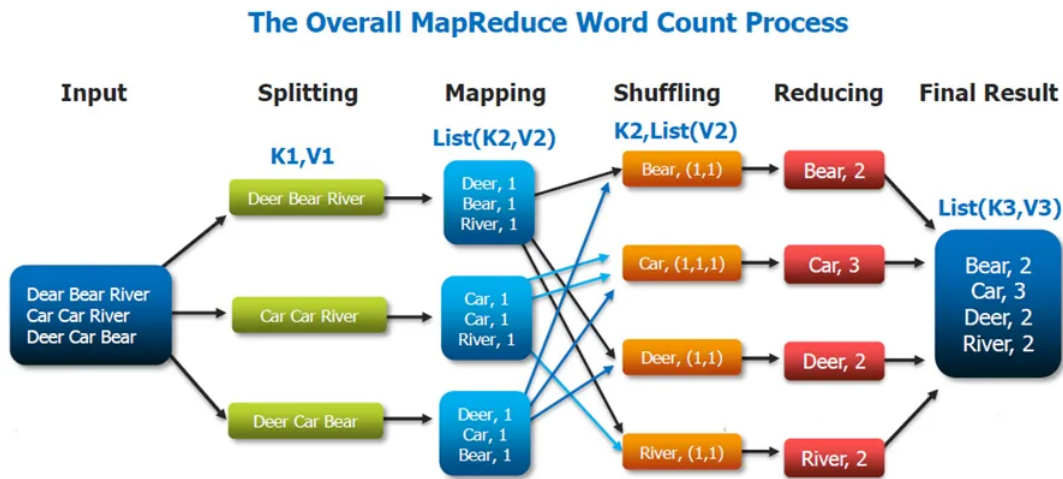 The Overall MapReduce Word Count Process
Input
Splitting
Mapping
Shuffling
Reducing
Final Result
K1,V1
List(K2,V2)
K2,List(V2)
List(K3,V3)
Dear Bear River
Car Car River
Deer Car Bear
Deer Bear River
Car Car River
Deer Car Bear
Deer, 1
Bear, 1
River, 1
Car, 1
Car, 1
River, 1
Deer, 1
Car, 1
Bear, 1
Bear, (1,1)
Car, (1,1,1)
Deer, (1,1)
River, (1,1)
Bear, 2
Car, 3
Deer, 2
River, 2
Bear, 2
Car, 3
Deer, 2
River, 2